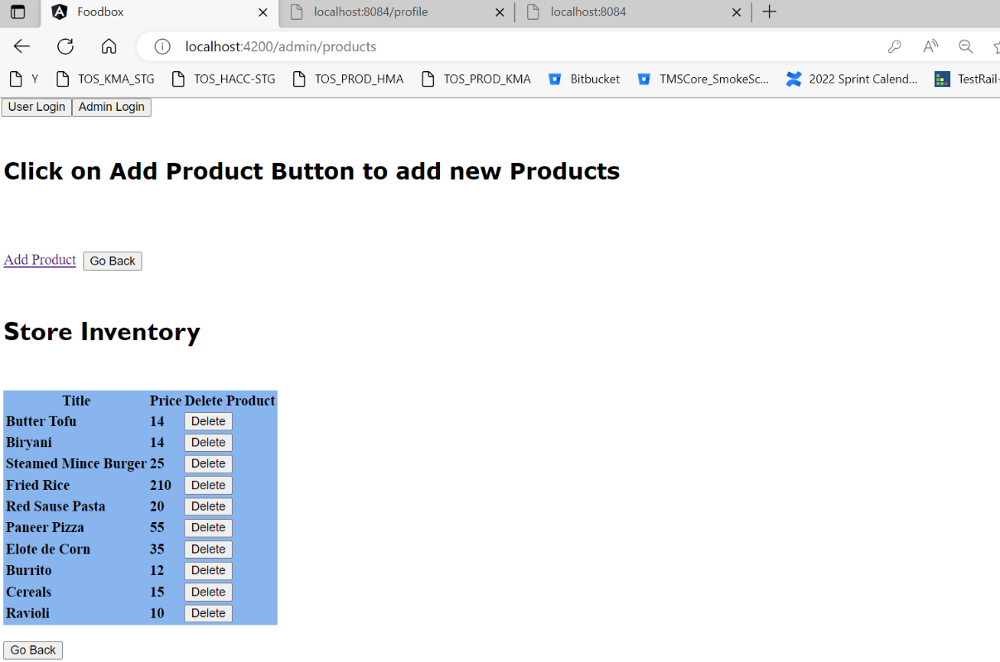 Foodbox localhost:8084/profile localhost:8084
localhost:4200/admin/products
Y TOS_KMA_STG TOS_HACC-STG TOS_PROD_HMA TOS_PROD_KMA Bitbucket TMSCore_SmokeSc... 2022 Sprint Calend... TestRail-
User Login Admin Login
Click on Add Product Button to add new Products
Add Product Go Back
Store Inventory
Title Price Delete Product
Butter Tofu 14 Delete
Biryani 14 Delete
Steamed Mince Burger 25 Delete
Fried Rice 210 Delete
Red Sause Pasta 20 Delete
Paneer Pizza 55 Delete
Elote de Corn 35 Delete
Burrito 12 Delete
Cereals 15 Delete
Ravioli 10 Delete
Go Back